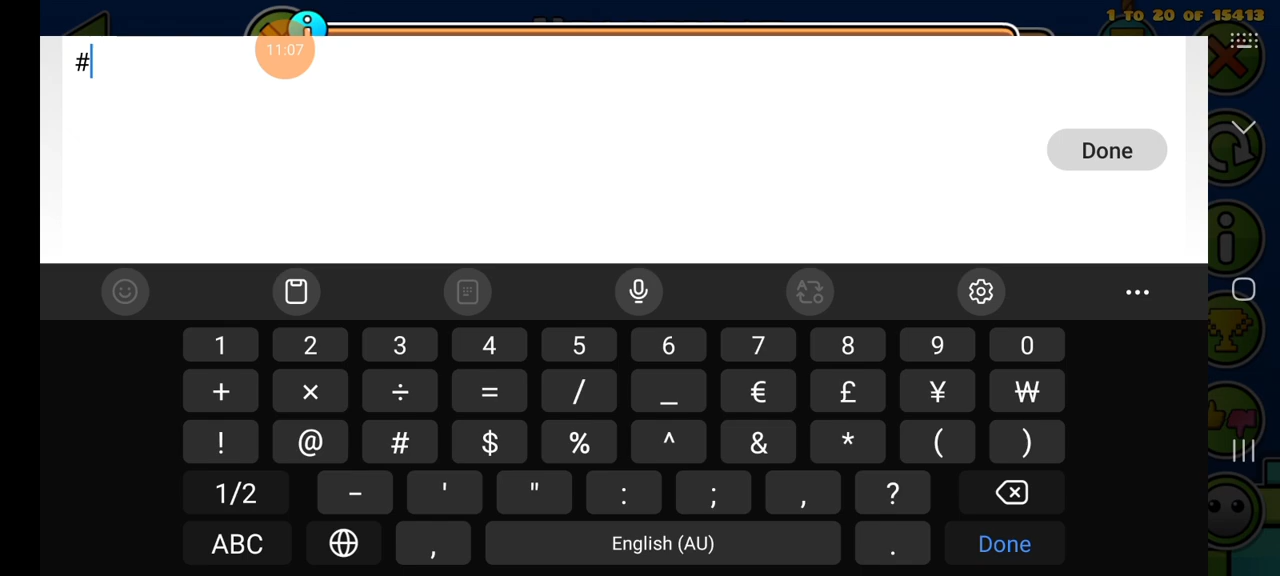 1 TO 20 OF 15413
11:07
#
Done
1 2 3 4 5 6 7 8 9 0
+ × ÷ = / _ € £ ¥ ₩
! @ # $ % ^ & * ( )
1/2 - ' " : ; , ?
ABC , English (AU) . Done